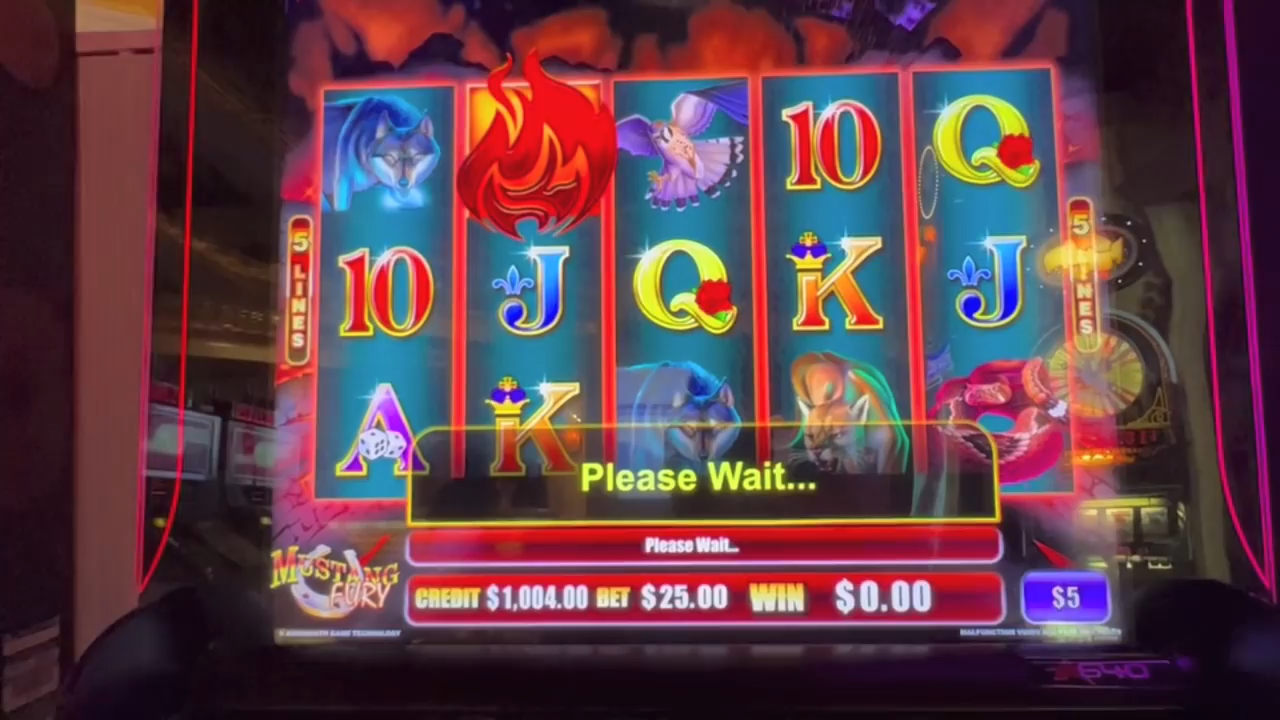 10 Q
5 LINES 10 J Q K J 5 LINES
A K
Please Wait...
Please Wait...
MUSTANG FURY
CREDIT $1,004.00 BET $25.00 WIN $0.00 $5